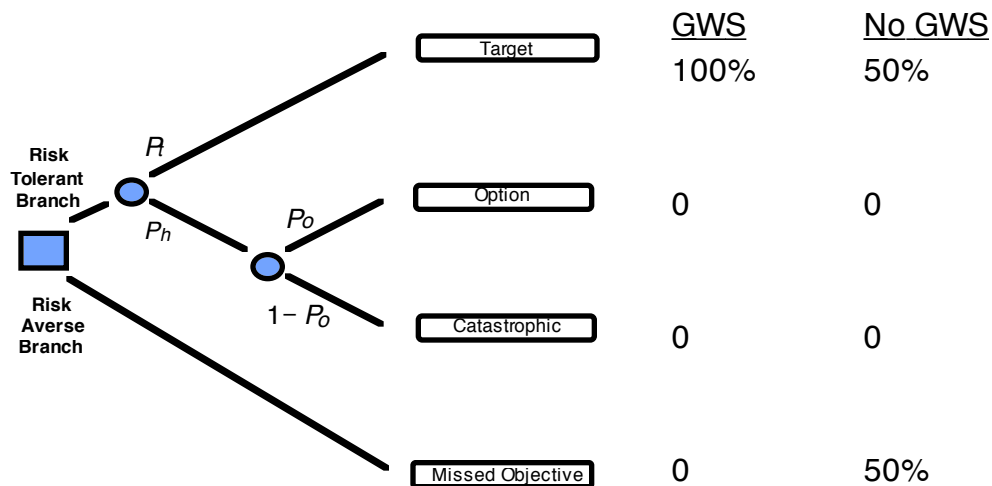 GWS No GWS
Target
100% 50%
Pt
Risk
Tolerant
Branch
Option
0 0
Ph
Po
Risk
Averse
Branch
1– Po
Catastrophic
0 0
Missed Objective
0 50%